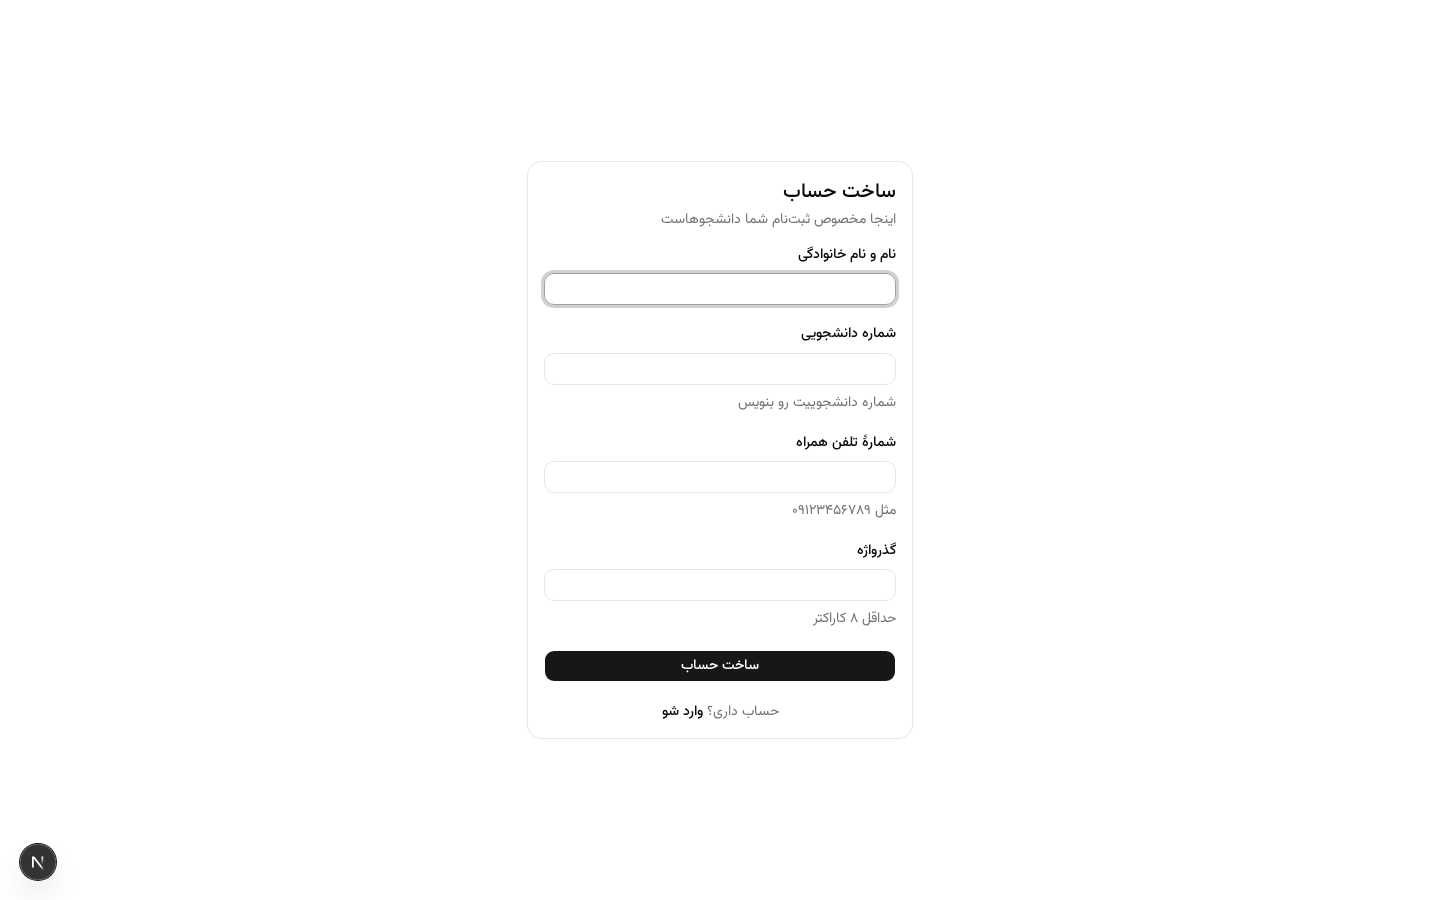 ساخت حساب
اینجا مخصوص ثبت‌نام شما دانشجوهاست
نام و نام خانوادگی
شماره دانشجویی
شماره دانشجوییت رو بنویس
شمارهٔ تلفن همراه
مثل ۰۹۱۲۳۴۵۶۷۸۹
گذرواژه
حداقل ۸ کاراکتر
ساخت حساب
حساب داری؟ وارد شو
N